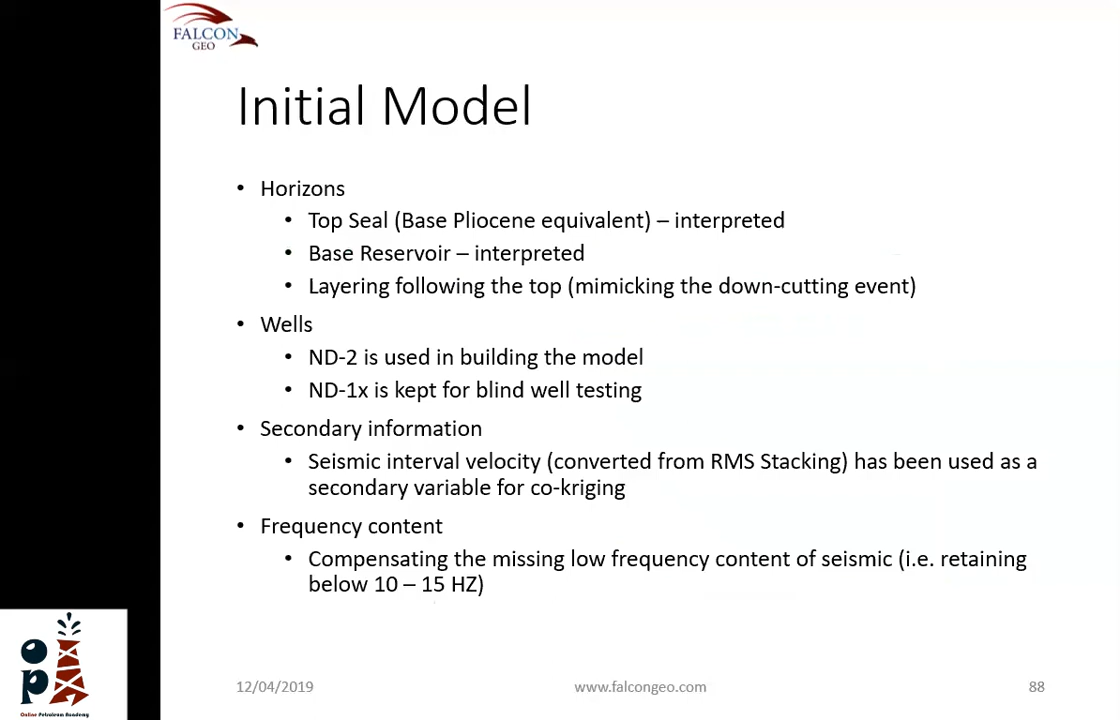 FALCON
GEO
Initial Model
• Horizons
• Top Seal (Base Pliocene equivalent) – interpreted
• Base Reservoir – interpreted
• Layering following the top (mimicking the down-cutting event)
• Wells
• ND-2 is used in building the model
• ND-1x is kept for blind well testing
• Secondary information
• Seismic interval velocity (converted from RMS Stacking) has been used as a
secondary variable for co-kriging
• Frequency content
• Compensating the missing low frequency content of seismic (i.e. retaining
below 10 – 15 HZ)
OPA
Online Petroleum Academy
12/04/2019
www.falcongeo.com
88